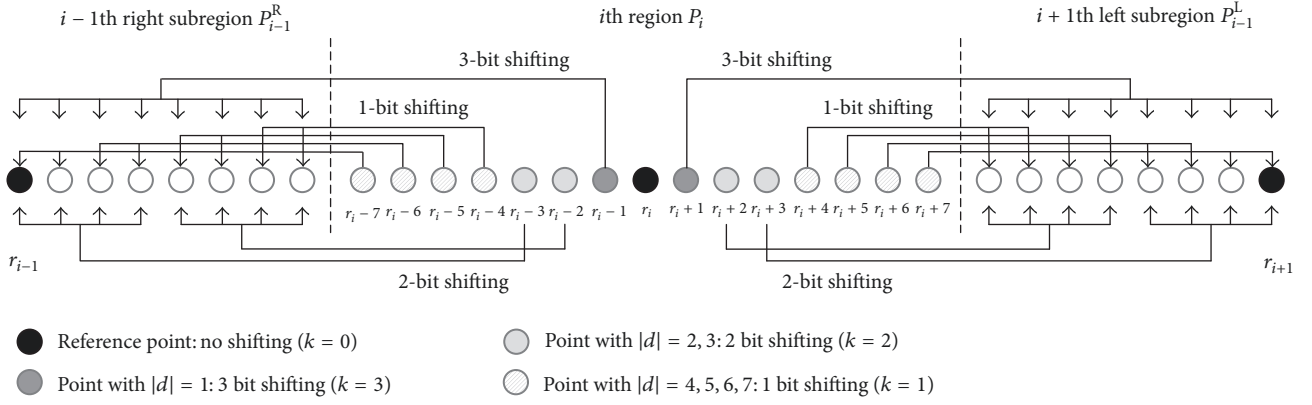 i − 1th right subregion P^R_{i−1} ith region P_i i + 1th left subregion P^L_{i−1}
3-bit shifting 3-bit shifting
1-bit shifting 1-bit shifting
r_i − 7 r_i − 6 r_i − 5 r_i − 4 r_i − 3 r_i − 2 r_i − 1 r_i r_i + 1 r_i + 2 r_i + 3 r_i + 4 r_i + 5 r_i + 6 r_i + 7
r_{i−1} r_{i+1}
2-bit shifting 2-bit shifting
Reference point: no shifting (k = 0) Point with |d| = 2, 3: 2 bit shifting (k = 2)
Point with |d| = 1: 3 bit shifting (k = 3) Point with |d| = 4, 5, 6, 7: 1 bit shifting (k = 1)